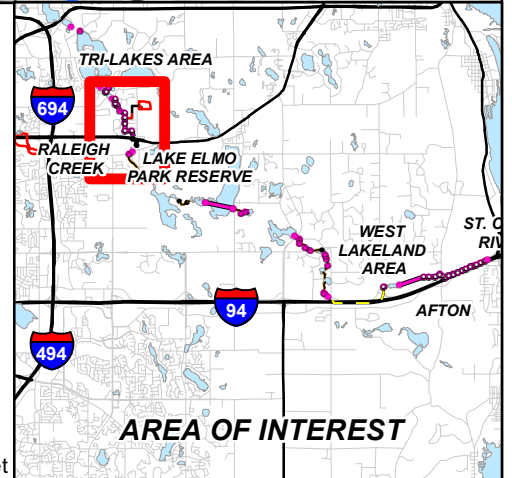 TRI-LAKES AREA
694
RALEIGH
CREEK
LAKE ELMO
PARK RESERVE
WEST
LAKELAND
AREA
ST.
94
AFTON
494
AREA OF INTEREST